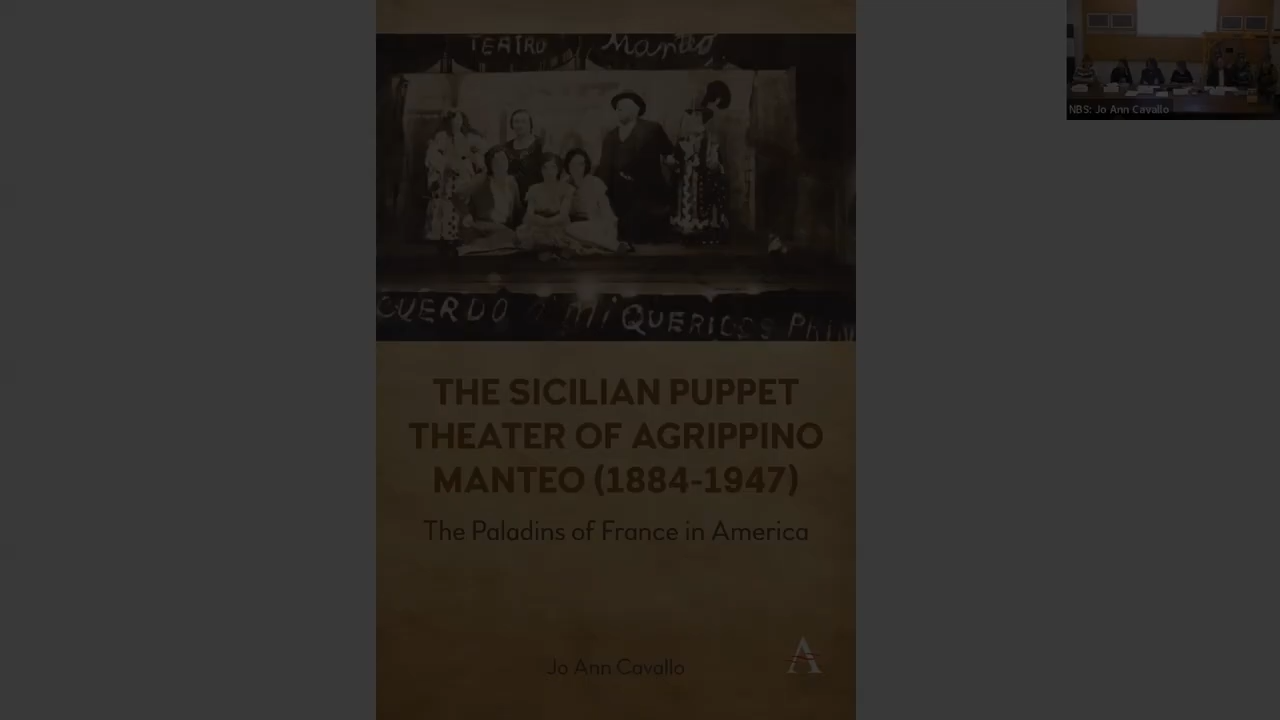 TEATRO Manteo
NBS: Jo Ann Cavallo
CUERDO a mi QUERIDOS PRIN
THE SICILIAN PUPPET
THEATER OF AGRIPPINO
MANTEO (1884-1947)
The Paladins of France in America
Jo Ann Cavallo
A